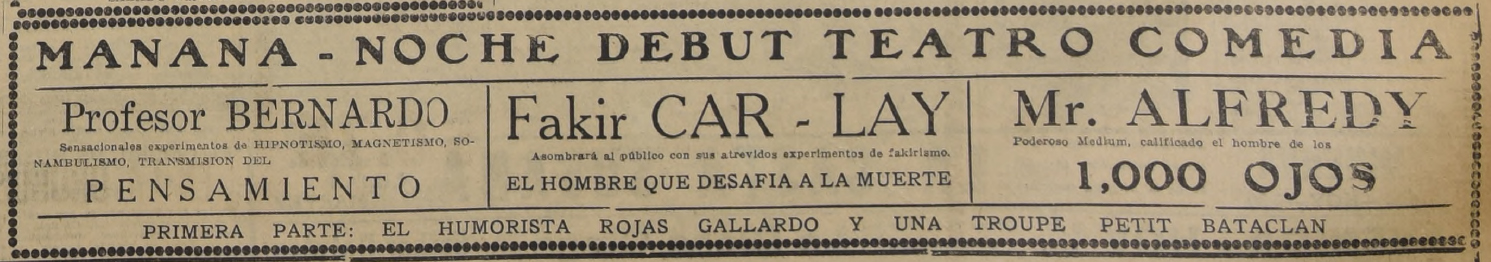 MANANA - NOCHE DEBUT TEATRO COMEDIA
Profesor BERNARDO
Sensacionales experimentos de HIPNOTISMO, MAGNETISMO, SO-
NAMBULISMO, TRANSMISION DEL
PENSAMIENTO
Fakir CAR - LAY
Asombrará al público con sus atrevidos experimentos de fakirismo.
EL HOMBRE QUE DESAFIA A LA MUERTE
Mr. ALFREDY
Poderoso Medium, calificado el hombre de los
1,000 OJOS
PRIMERA PARTE: EL HUMORISTA ROJAS GALLARDO Y UNA TROUPE PETIT BATACLAN